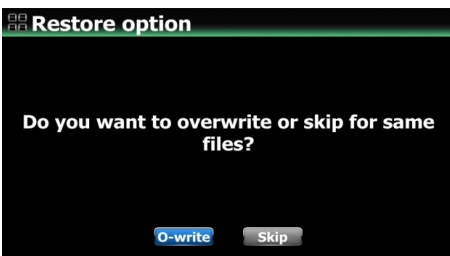 Restore option
Do you want to overwrite or skip for same
files?
O-write Skip